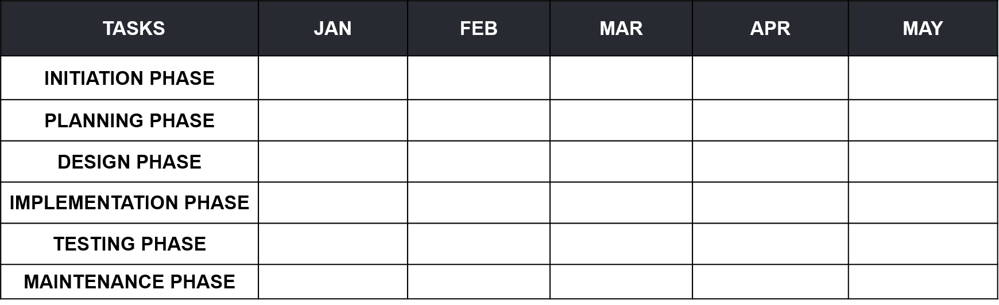 TASKS JAN FEB MAR APR MAY
INITIATION PHASE
PLANNING PHASE
DESIGN PHASE
IMPLEMENTATION PHASE
TESTING PHASE
MAINTENANCE PHASE